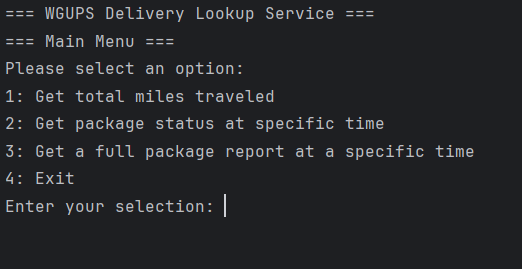 === WGUPS Delivery Lookup Service ===
=== Main Menu ===
Please select an option:
1: Get total miles traveled
2: Get package status at specific time
3: Get a full package report at a specific time
4: Exit
Enter your selection: